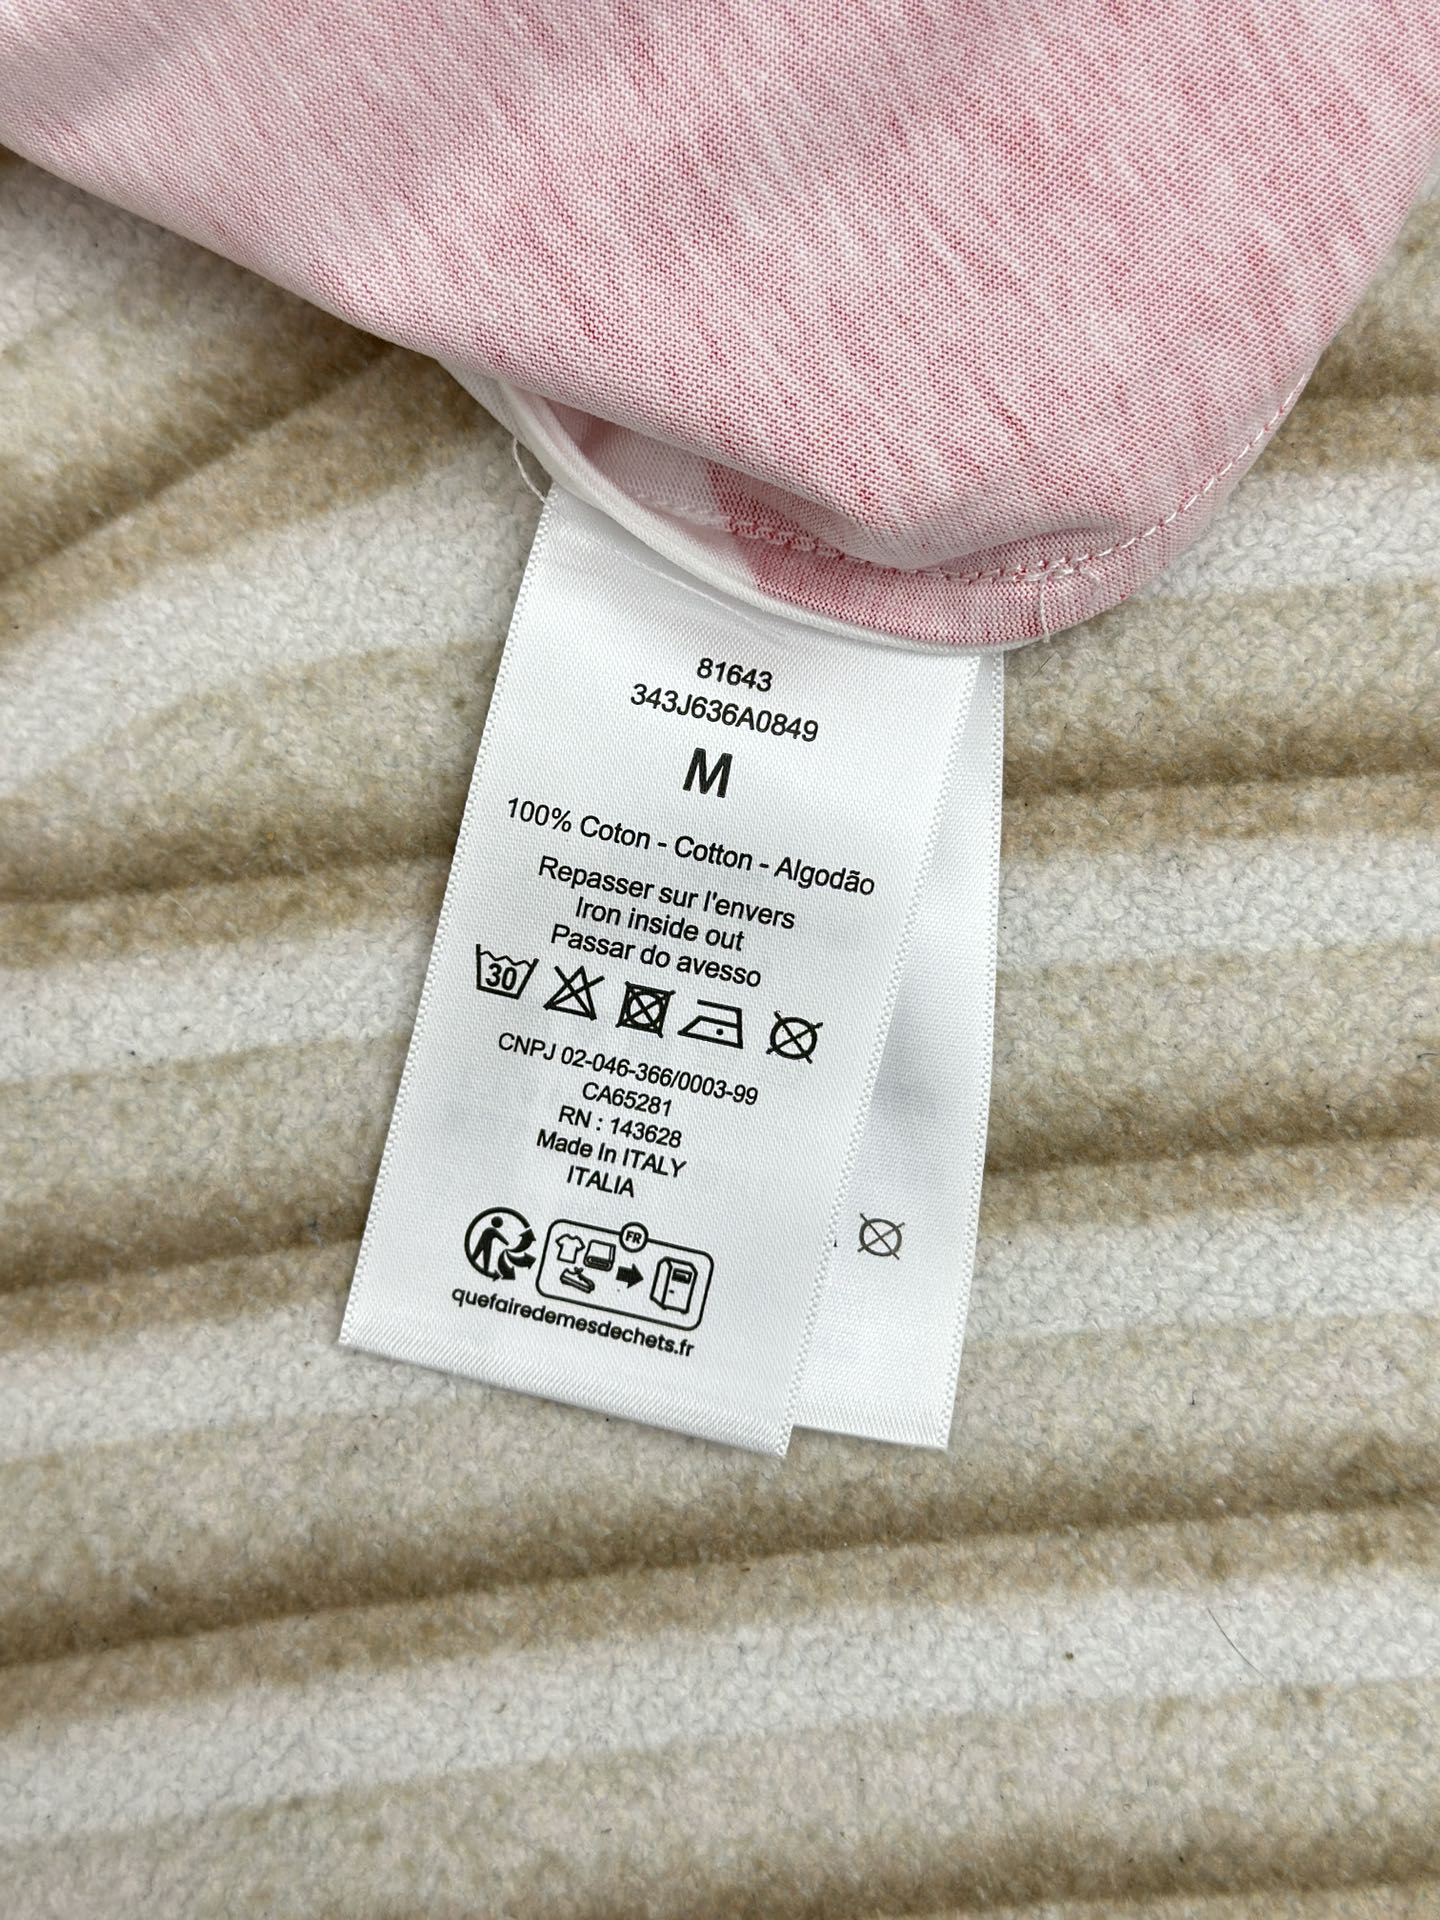 81643
343J636A0849
M
100% Coton - Cotton - Algodão
Repasser sur l'envers
Iron inside out
Passar do avesso
30
CNPJ 02-046-366/0003-99
CA65281
RN : 143628
Made In ITALY
ITALIA
FR
quefairedemesdechets.fr